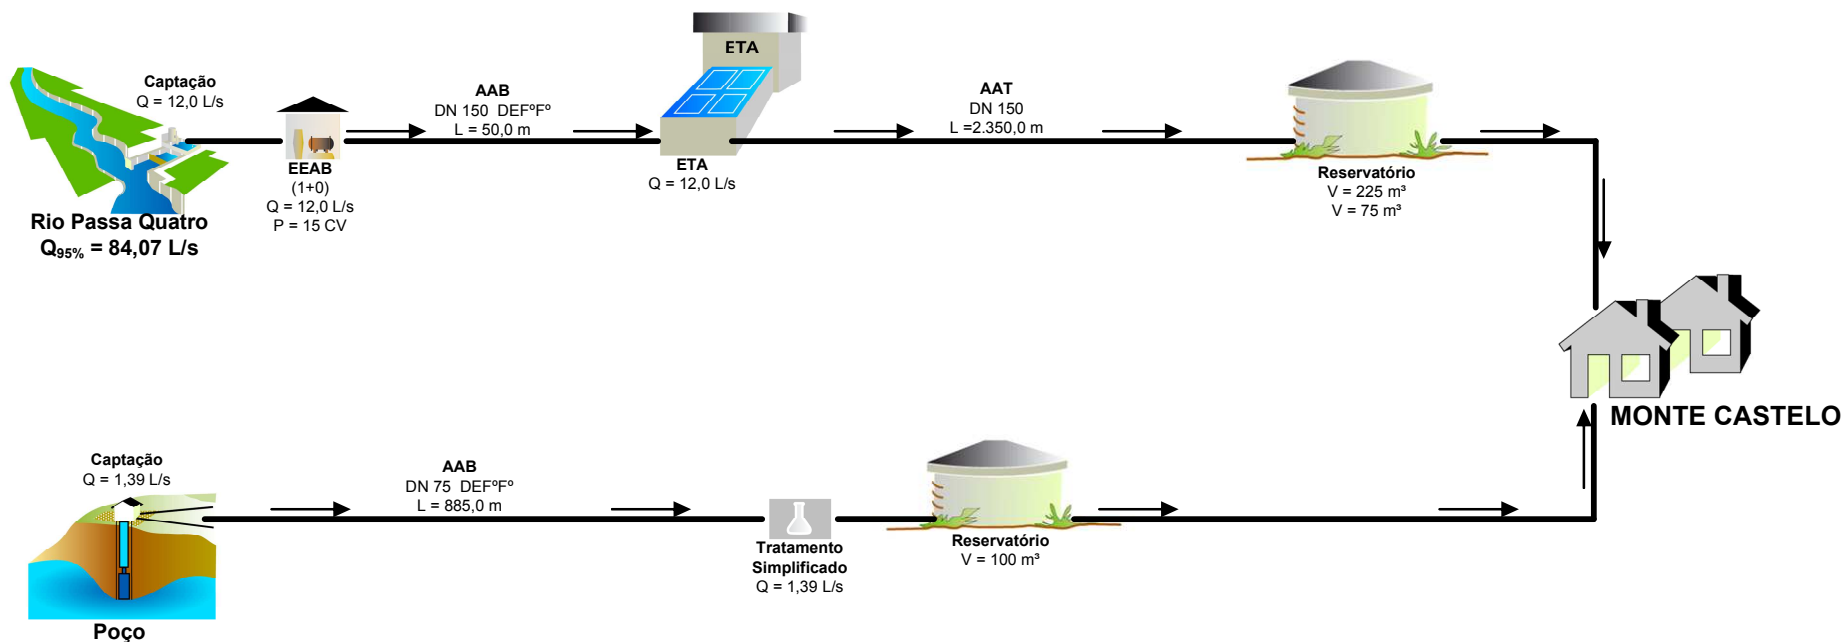 Captação
Q = 12,0 L/s
Rio Passa Quatro
Q95% = 84,07 L/s
EEAB
(1+0)
Q = 12,0 L/s
P = 15 CV
AAB
DN 150 DEFºFº
L = 50,0 m
ETA
ETA
Q = 12,0 L/s
AAT
DN 150
L =2.350,0 m
Reservatório
V = 225 m³
V = 75 m³
MONTE CASTELO
Captação
Q = 1,39 L/s
Poço
AAB
DN 75 DEFºFº
L = 885,0 m
Tratamento
Simplificado
Q = 1,39 L/s
Reservatório
V = 100 m³